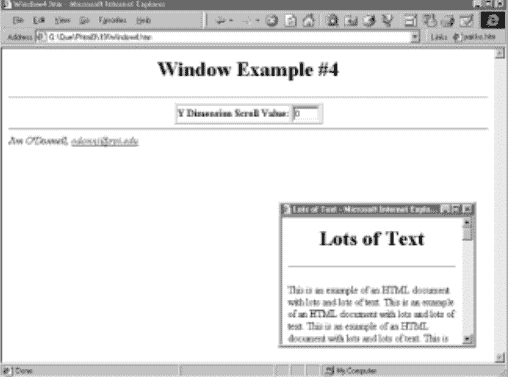 Window4.htm - Microsoft Internet Explorer
File Edit View Go Favorites Help
Address
Links
Window Example #4
Y Dimension Scroll Value: 0
Jim O'Donnell, odonnj@rpi.edu
Lots of Text - Microsoft Internet Explo...
Lots of Text
This is an example of an HTML document
with lots and lots of text. This is an example
of an HTML document with lots and lots of
text. This is an example of an HTML
document with lots and lots of text. This is
Done
My Computer